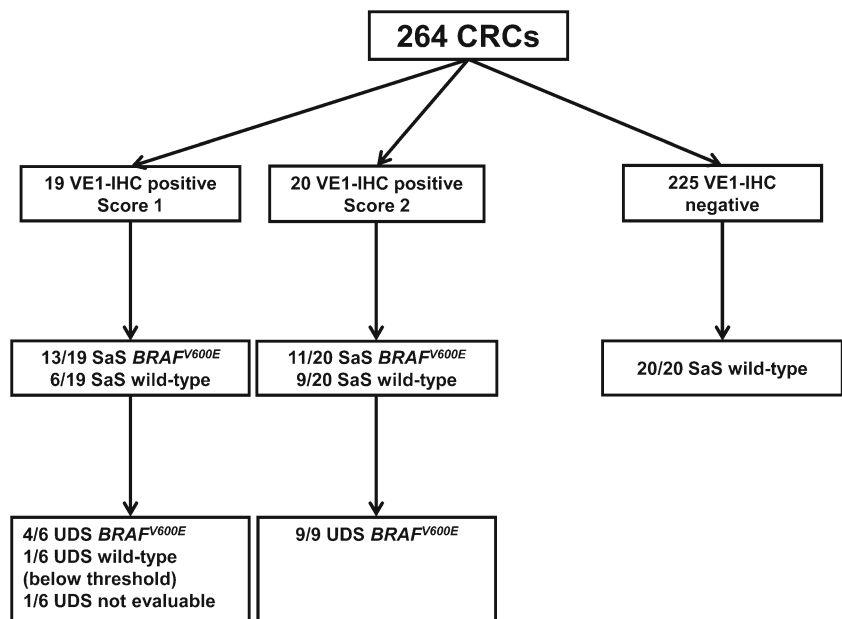 264 CRCs
19 VE1-IHC positive
Score 1
20 VE1-IHC positive
Score 2
225 VE1-IHC
negative
13/19 SaS BRAFV600E
6/19 SaS wild-type
11/20 SaS BRAFV600E
9/20 SaS wild-type
20/20 SaS wild-type
4/6 UDS BRAFV600E
1/6 UDS wild-type
(below threshold)
1/6 UDS not evaluable
9/9 UDS BRAFV600E